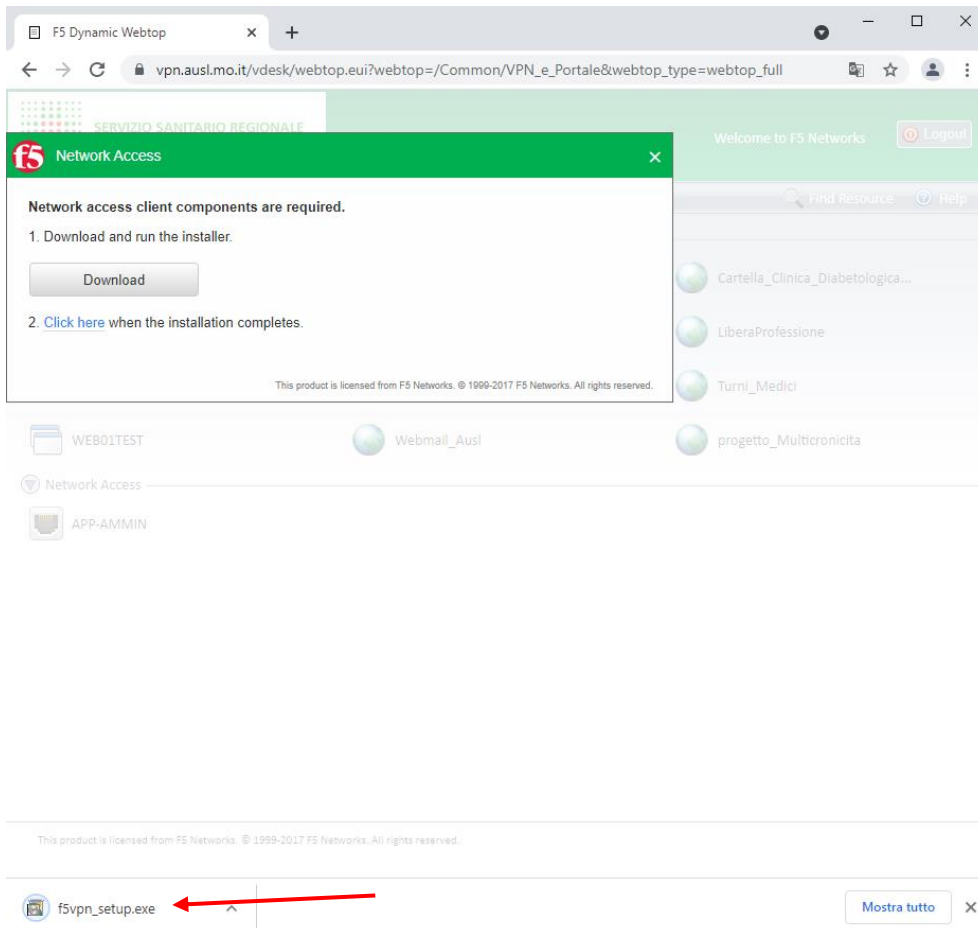 F5 Dynamic Webtop
vpn.ausl.mo.it/vdesk/webtop.eui?webtop=/Common/VPN_e_Portale&webtop_type=webtop_full
SERVIZIO SANITARIO REGIONALE
Welcome to F5 Networks
Logout
f5 Network Access
Find Resource
Help
Network access client components are required.
1. Download and run the installer.
Download
2. Click here when the installation completes.
This product is licensed from F5 Networks. © 1999-2017 F5 Networks. All rights reserved.
Cartella_Clinica_Diabetologica...
LiberaProfessione
Turni_Medici
WEB01TEST
Webmail_Ausl
progetto_Multicronicita
Network Access
APP-AMMIN
This product is licensed from F5 Networks. © 1999-2017 F5 Networks. All rights reserved.
f5vpn_setup.exe
Mostra tutto